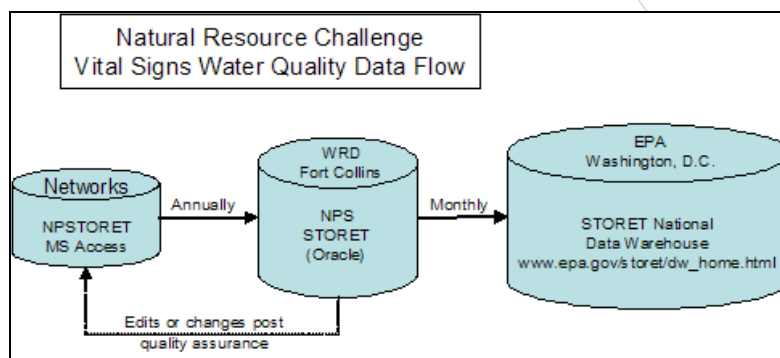 Natural Resource Challenge
Vital Signs Water Quality Data Flow
Networks
NPSTORET
MS Access
Annually
WRD
Fort Collins
NPS
STORET
(Oracle)
Monthly
EPA
Washington, D.C.
STORET National
Data Warehouse
www.epa.gov/storet/dw_home.html
Edits or changes post
quality assurance